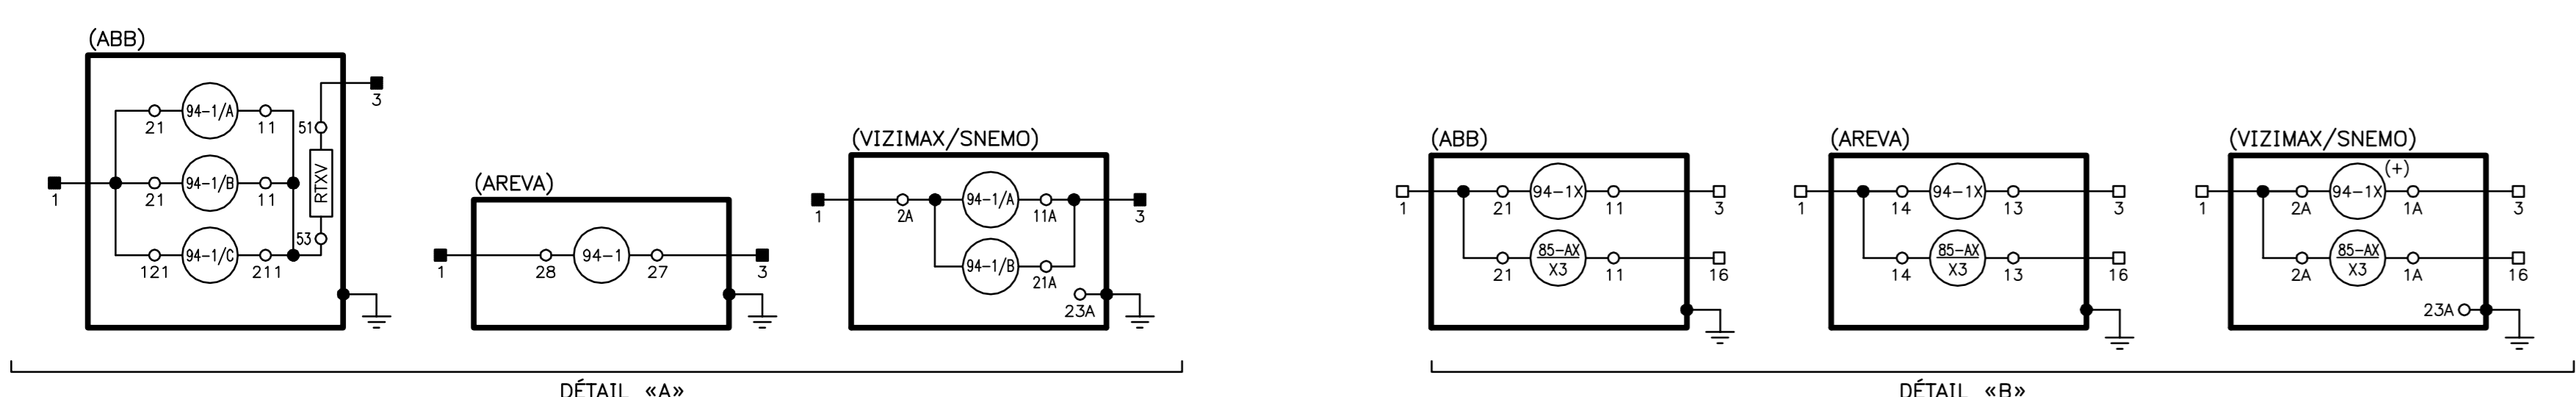 (ABB)
94-1/A
21
11
51
3
94-1/B
21
11
RTXV
1
94-1/C
53
121
211
(AREVA)
94-1
1
28
27
3
(VIZIMAX/SNEMO)
94-1/A
1
2A
11A
3
94-1/B
21A
23A
DÉTAIL «A»
(ABB)
94-1X
1
21
11
3
85-AX
X3
21
11
16
(AREVA)
94-1X
1
14
13
3
85-AX
X3
14
13
16
(VIZIMAX/SNEMO)
(+)
94-1X
1
2A
1A
3
85-AX
X3
2A
1A
16
23A
DÉTAIL «B»